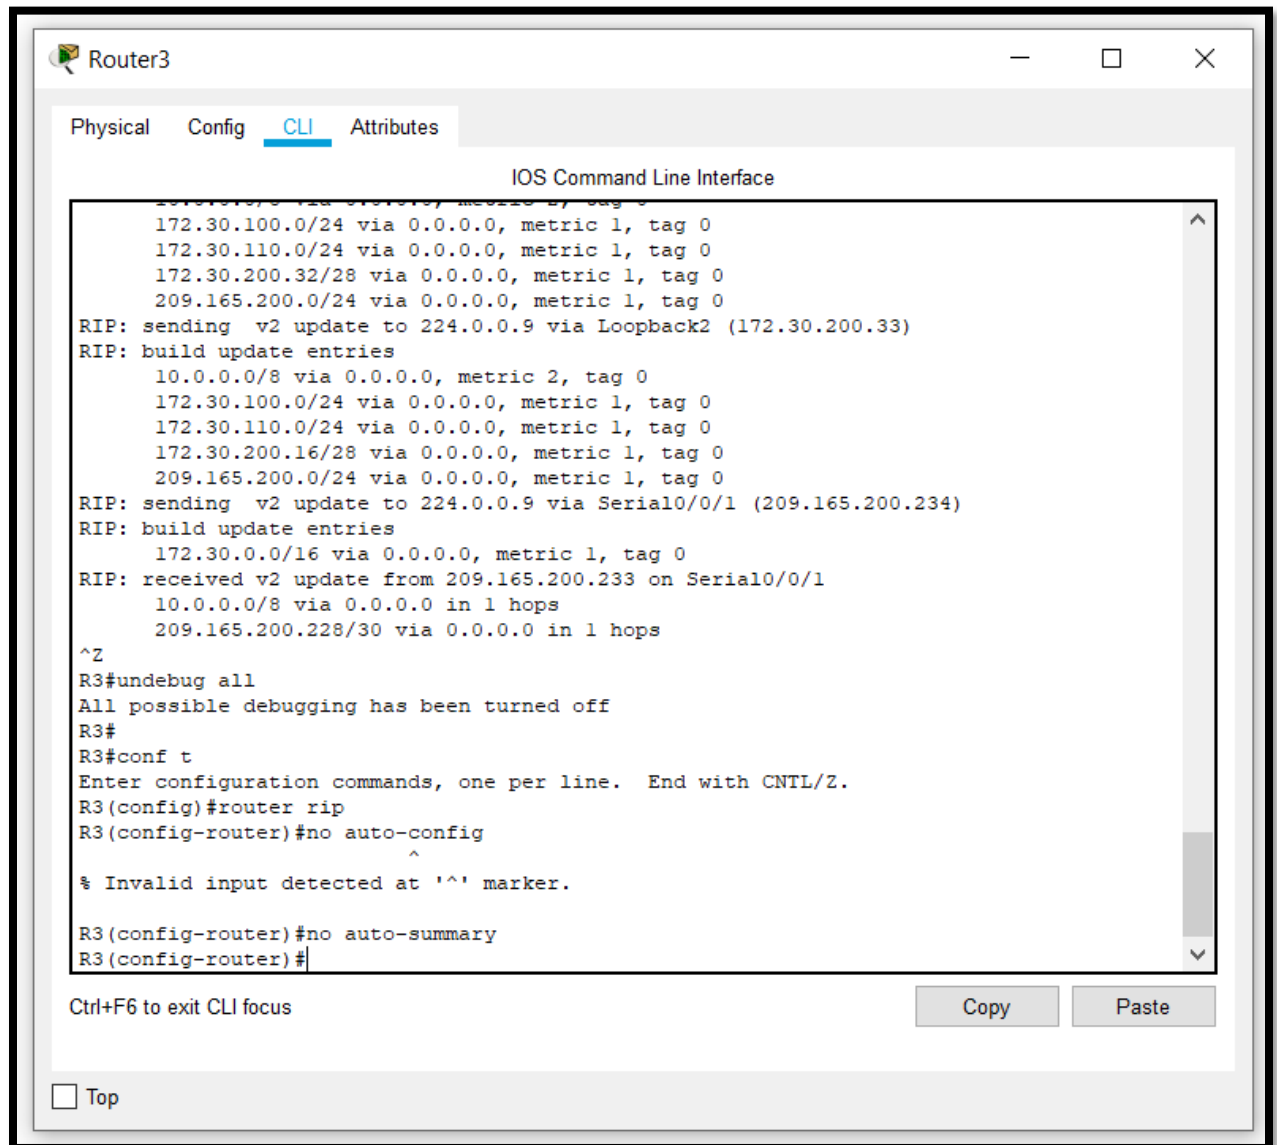 Router3
Physical Config CLI Attributes
IOS Command Line Interface
172.30.100.0/24 via 0.0.0.0, metric 1, tag 0
172.30.110.0/24 via 0.0.0.0, metric 1, tag 0
172.30.200.32/28 via 0.0.0.0, metric 1, tag 0
209.165.200.0/24 via 0.0.0.0, metric 1, tag 0
RIP: sending  v2 update to 224.0.0.9 via Loopback2 (172.30.200.33)
RIP: build update entries
10.0.0.0/8 via 0.0.0.0, metric 2, tag 0
172.30.100.0/24 via 0.0.0.0, metric 1, tag 0
172.30.110.0/24 via 0.0.0.0, metric 1, tag 0
172.30.200.16/28 via 0.0.0.0, metric 1, tag 0
209.165.200.0/24 via 0.0.0.0, metric 1, tag 0
RIP: sending  v2 update to 224.0.0.9 via Serial0/0/1 (209.165.200.234)
RIP: build update entries
172.30.0.0/16 via 0.0.0.0, metric 1, tag 0
RIP: received v2 update from 209.165.200.233 on Serial0/0/1
10.0.0.0/8 via 0.0.0.0 in 1 hops
209.165.200.228/30 via 0.0.0.0 in 1 hops
^Z
R3#undebug all
All possible debugging has been turned off
R3#
R3#conf t
Enter configuration commands, one per line.  End with CNTL/Z.
R3(config)#router rip
R3(config-router)#no auto-config
^
% Invalid input detected at '^' marker.
R3(config-router)#no auto-summary
R3(config-router)#
Ctrl+F6 to exit CLI focus
Copy Paste
Top